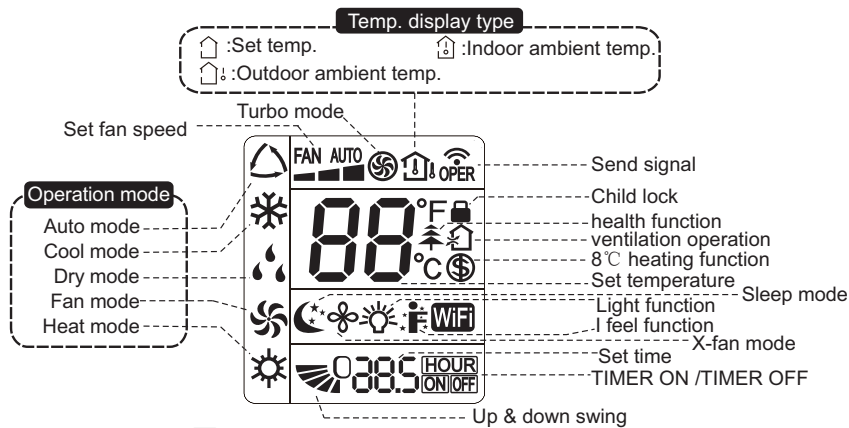 Temp. display type
:Set temp.
:Indoor ambient temp.
:Outdoor ambient temp.
Turbo mode
Set fan speed
FAN AUTO
OPER
Send signal
Operation mode
Auto mode
Cool mode
Dry mode
Fan mode
Heat mode
88
°F
°C
Child lock
health function
ventilation operation
8℃ heating function
Set temperature
Sleep mode
WiFi
Light function
I feel function
X-fan mode
Set time
088.5
HOUR
ON OFF
TIMER ON /TIMER OFF
Up & down swing